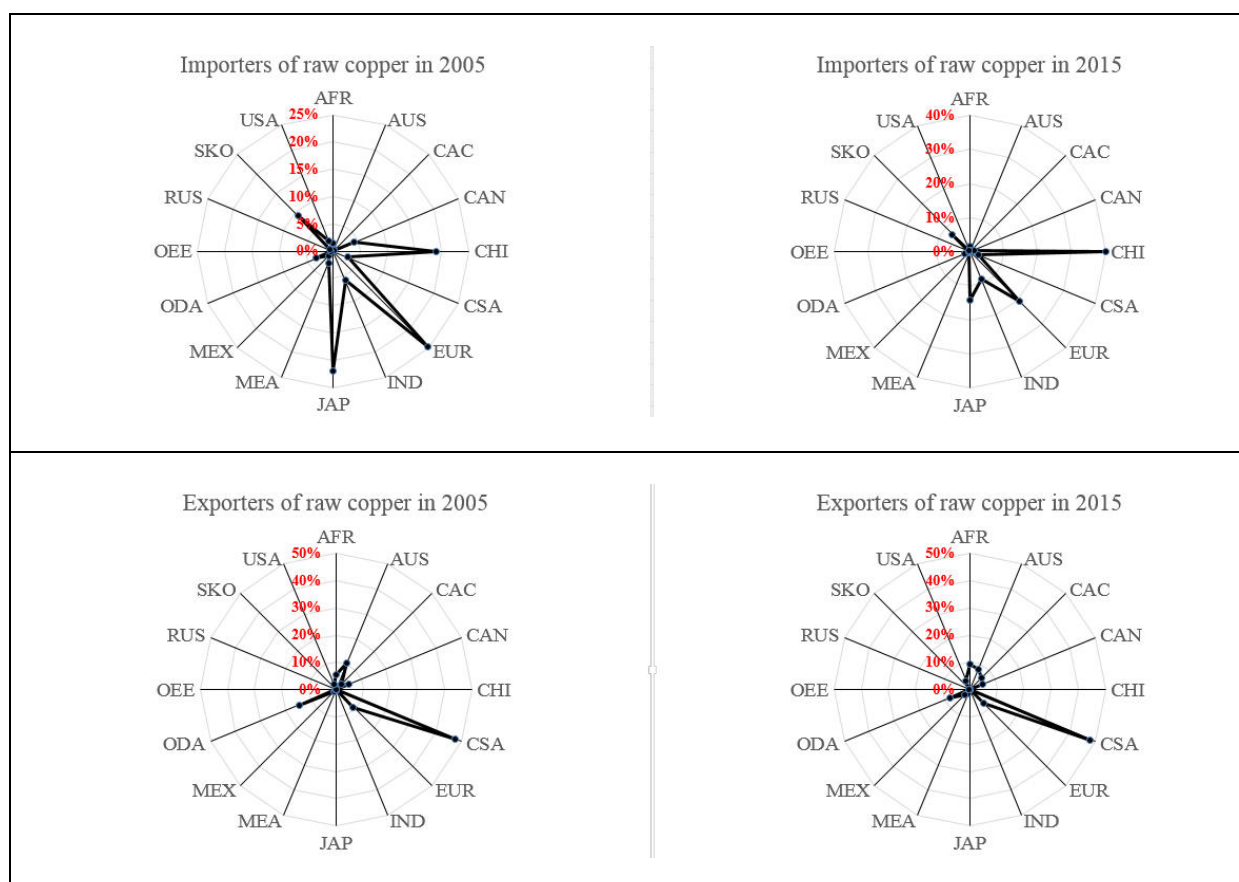 Importers of raw copper in 2005
AFR
25%
USA
AUS
20%
SKO
CAC
15%
RUS
10%
CAN
5%
OEE
0%
CHI
ODA
CSA
MEX
EUR
MEA
IND
JAP
Importers of raw copper in 2015
AFR
40%
USA
AUS
30%
SKO
CAC
20%
RUS
CAN
10%
OEE
0%
CHI
ODA
CSA
MEX
EUR
MEA
IND
JAP
Exporters of raw copper in 2005
AFR
50%
USA
AUS
40%
SKO
CAC
30%
RUS
20%
CAN
10%
OEE
0%
CHI
ODA
CSA
MEX
EUR
MEA
IND
JAP
Exporters of raw copper in 2015
AFR
50%
USA
AUS
40%
SKO
CAC
30%
RUS
20%
CAN
10%
OEE
0%
CHI
ODA
CSA
MEX
EUR
MEA
IND
JAP